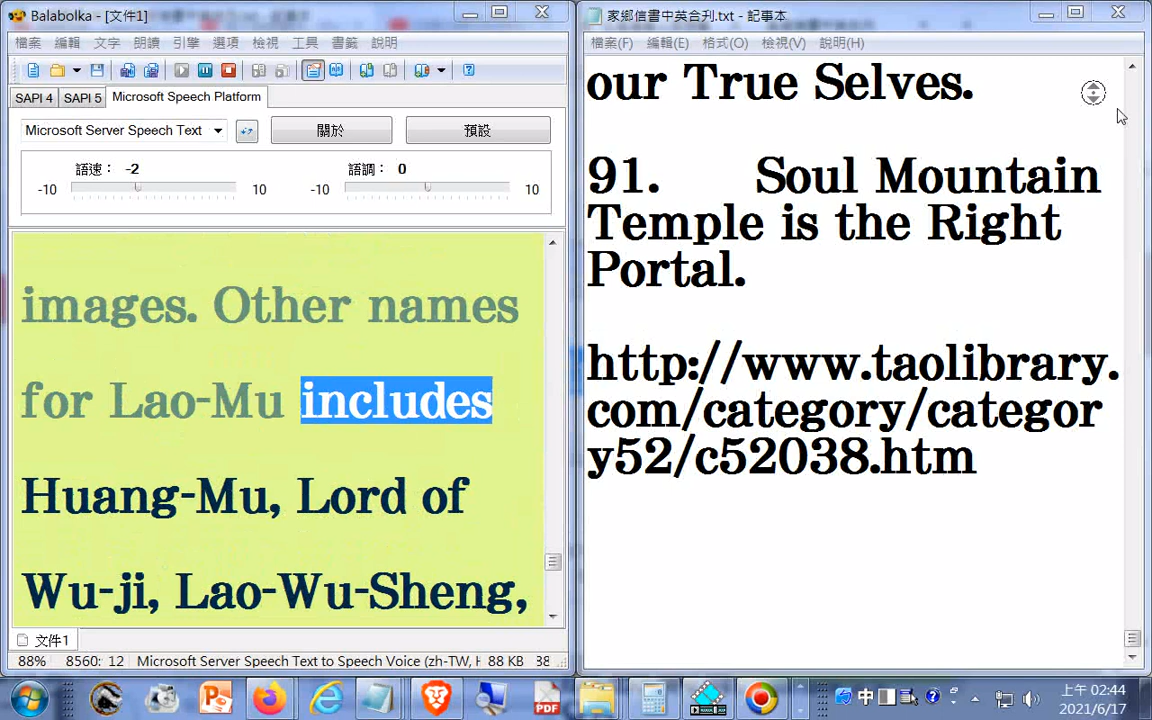 Balabolka - [文件1]
檔案 編輯 文字 朗讀 引擎 選項 檢視 工具 書籤 說明
SAPI 4 SAPI 5 Microsoft Speech Platform
Microsoft Server Speech Text 關於 預設
語速： -2 語調： 0
-10 10 -10 10
images. Other names
for Lao-Mu includes
Huang-Mu, Lord of
Wu-ji, Lao-Wu-Sheng,
文件1
88% 8560: 12 Microsoft Server Speech Text to Speech Voice (zh-TW, H 88 KB 38
家鄉信書中英合刋.txt - 記事本
檔案(F) 編輯(E) 格式(O) 檢視(V) 說明(H)
our True Selves.
91. Soul Mountain
Temple is the Right
Portal.
http://www.taolibrary.
com/category/categor
y52/c52038.htm
中
上午 02:44
2021/6/17